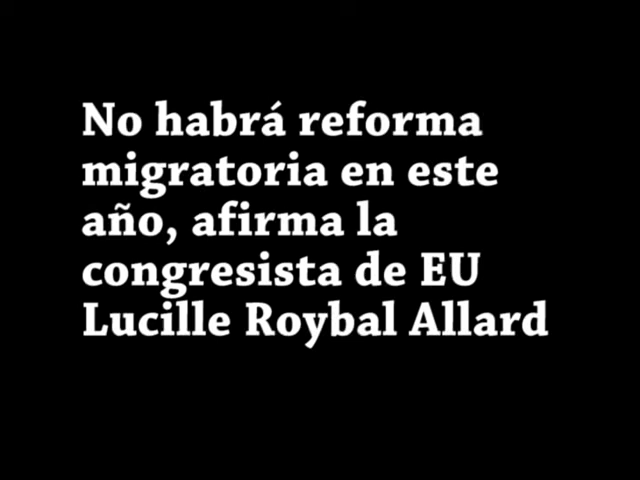 No habrá reforma
migratoria en este
año, afirma la
congresista de EU
Lucille Roybal Allard